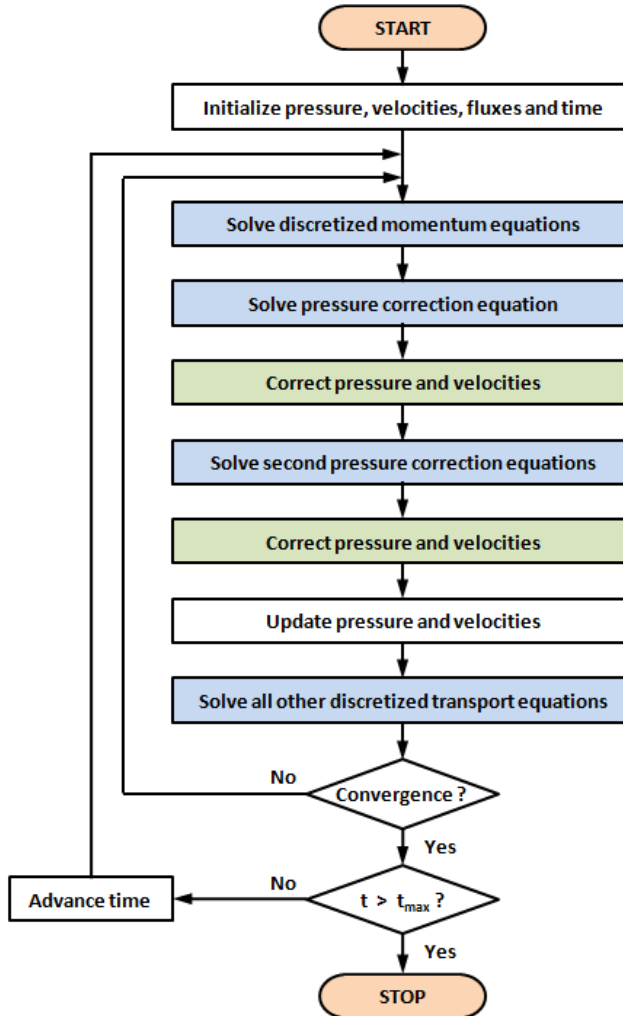 START
Initialize pressure, velocities, fluxes and time
Solve discretized momentum equations
Solve pressure correction equation
Correct pressure and velocities
Solve second pressure correction equations
Correct pressure and velocities
Update pressure and velocities
Solve all other discretized transport equations
No
Convergence ?
Yes
Advance time
No
t > tmax ?
Yes
STOP